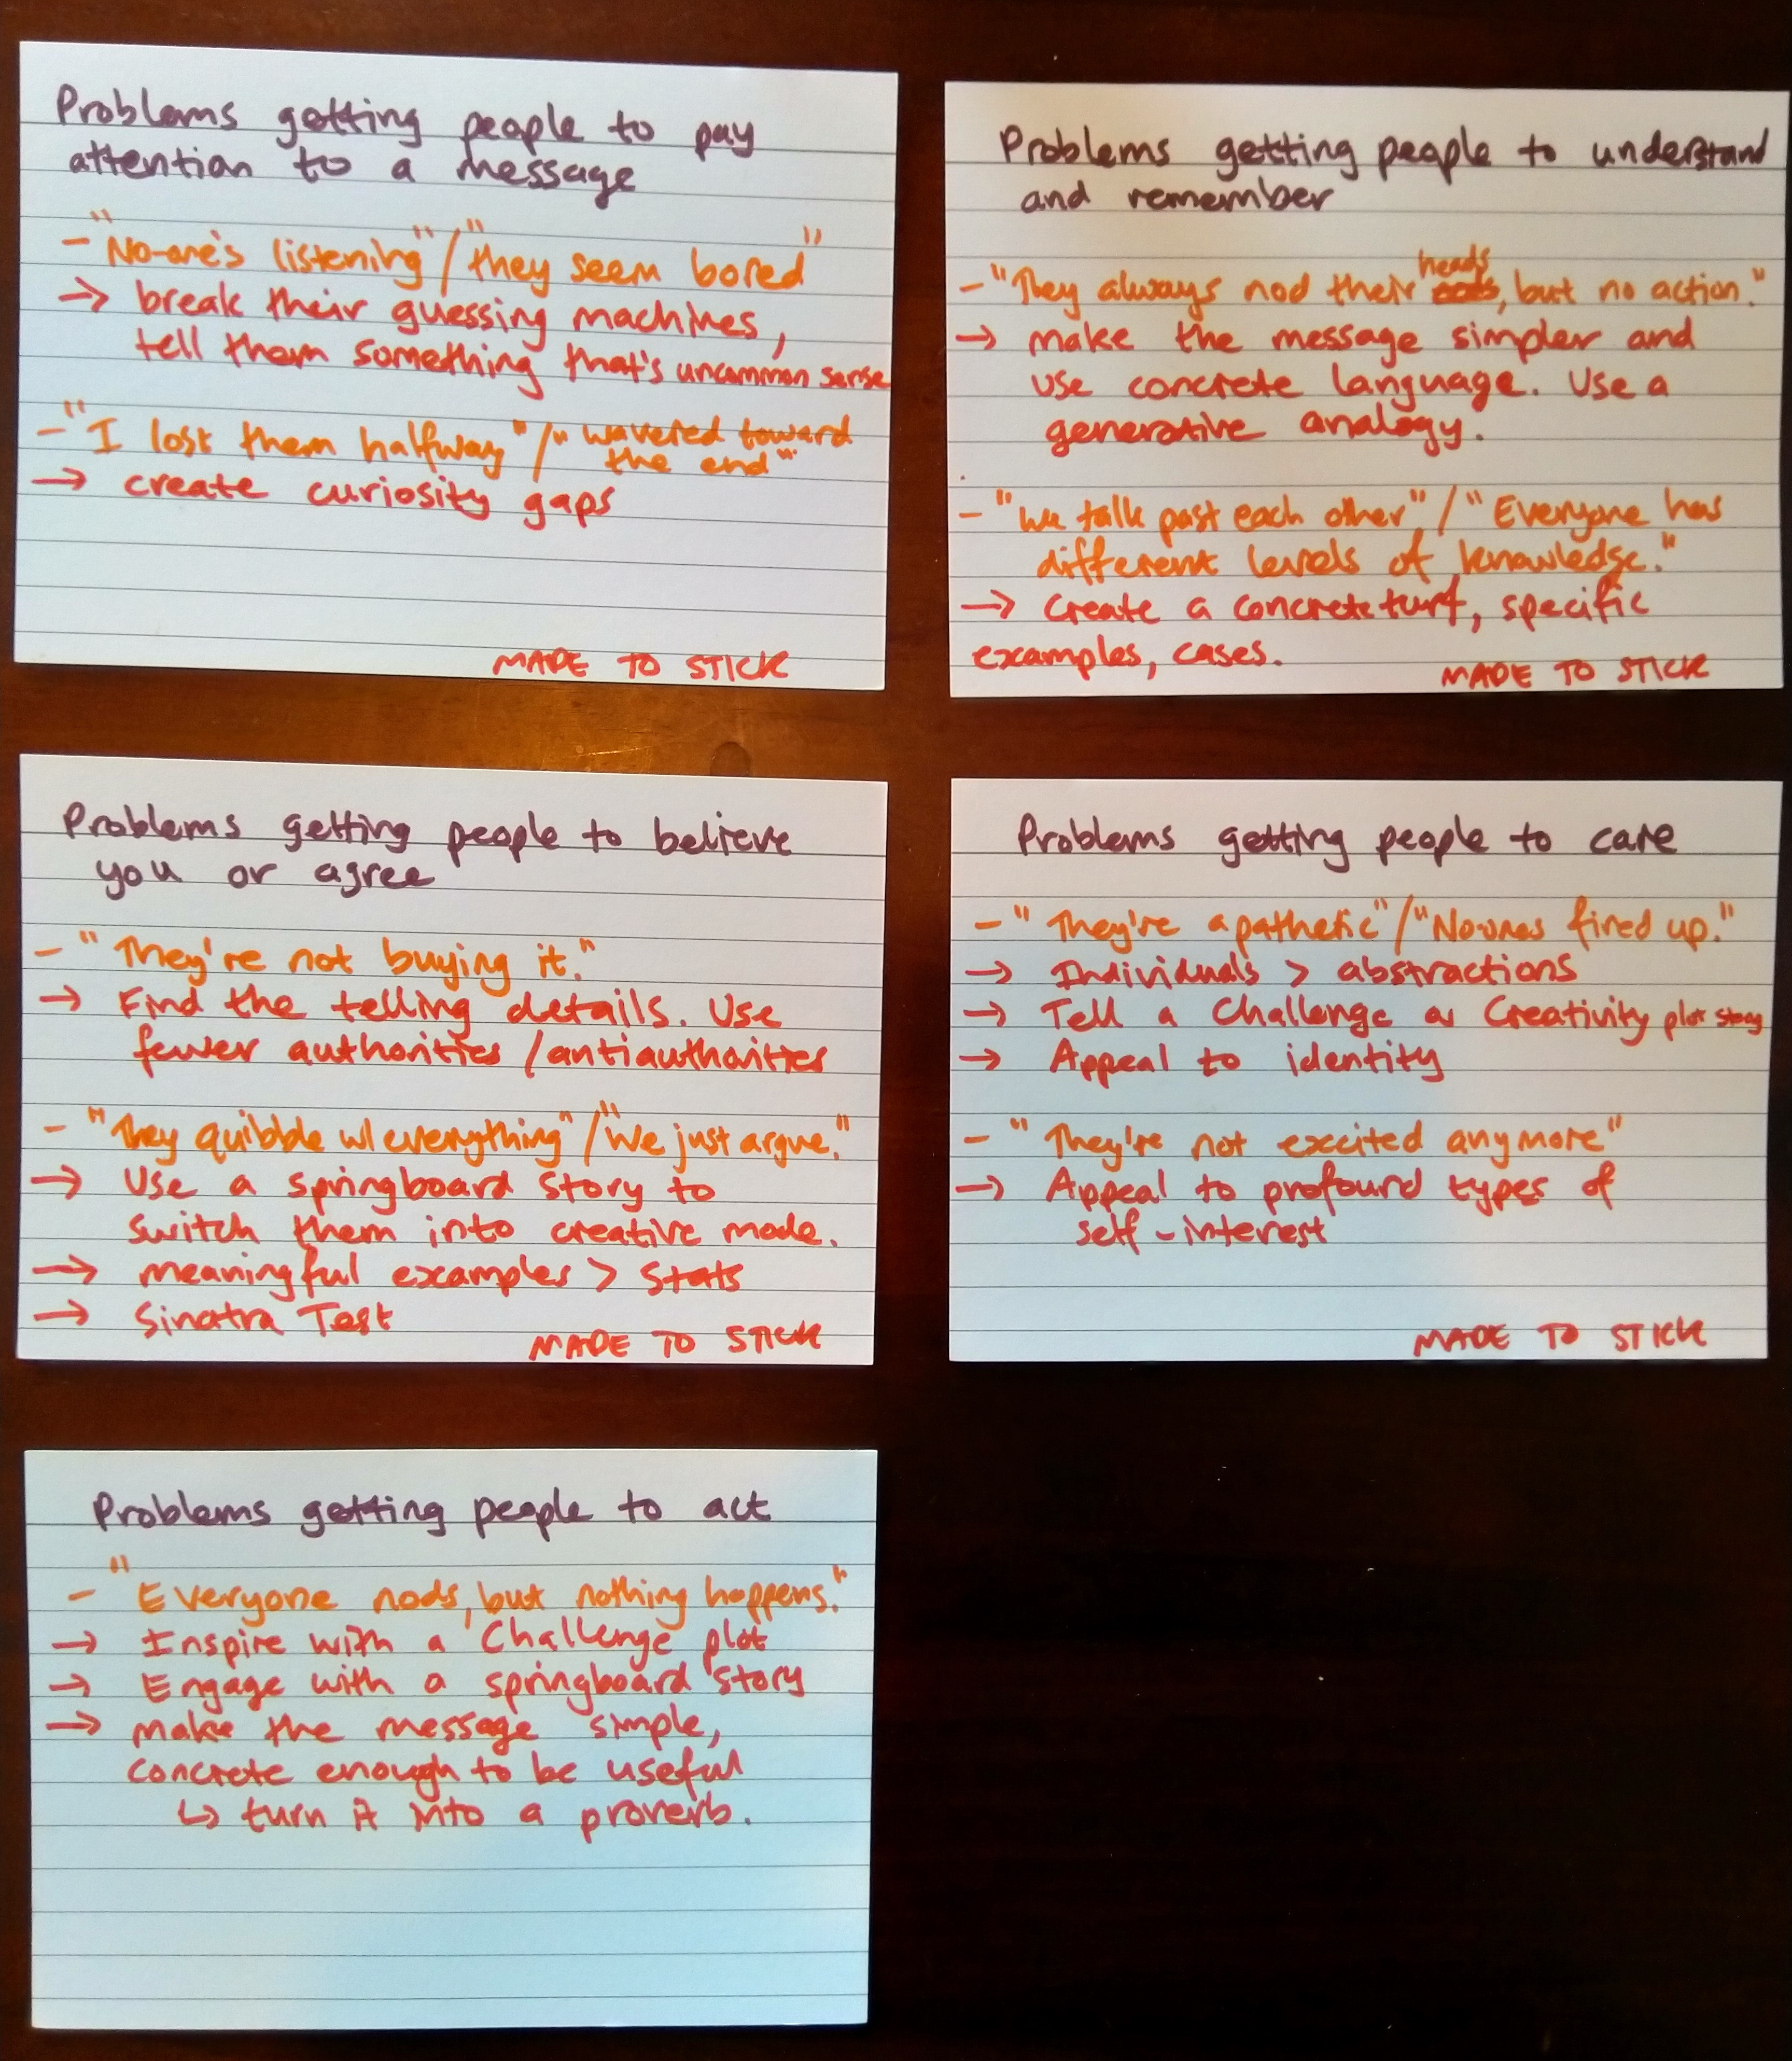 Problems getting people to pay
attention to a message
- "No-one's listening"/"they seem bored"
→ break their guessing machines,
tell them something that's uncommon sense
- "I lost them halfway"/"wavered toward
the end"
→ create curiosity gaps
MADE TO STICK
Problems getting people to understand
and remember
- "They always nod their heads, but no action."
→ make the message simpler and
use concrete language. Use a
generative analogy.
- "We talk past each other"/"Everyone has
different levels of knowledge."
→ Create a concrete turf, specific
examples, cases.
MADE TO STICK
Problems getting people to believe
you or agree
- "They're not buying it."
→ Find the telling details. Use
fewer authorities/antiauthorities
- "They quibble w/ everything"/"We just argue."
→ Use a springboard story to
switch them into creative mode.
→ meaningful examples > stats
→ Sinatra Test
MADE TO STICK
Problems getting people to care
- "They're apathetic"/"No-ones fired up."
→ Individuals > abstractions
→ Tell a Challenge or Creativity plot story
→ Appeal to identity
- "They're not excited anymore"
→ Appeal to profound types of
self-interest
MADE TO STICK
Problems getting people to act
- "Everyone nods, but nothing happens."
→ Inspire with a Challenge plot
→ Engage with a springboard story
→ make the message simple,
concrete enough to be useful
↳ turn it into a proverb.